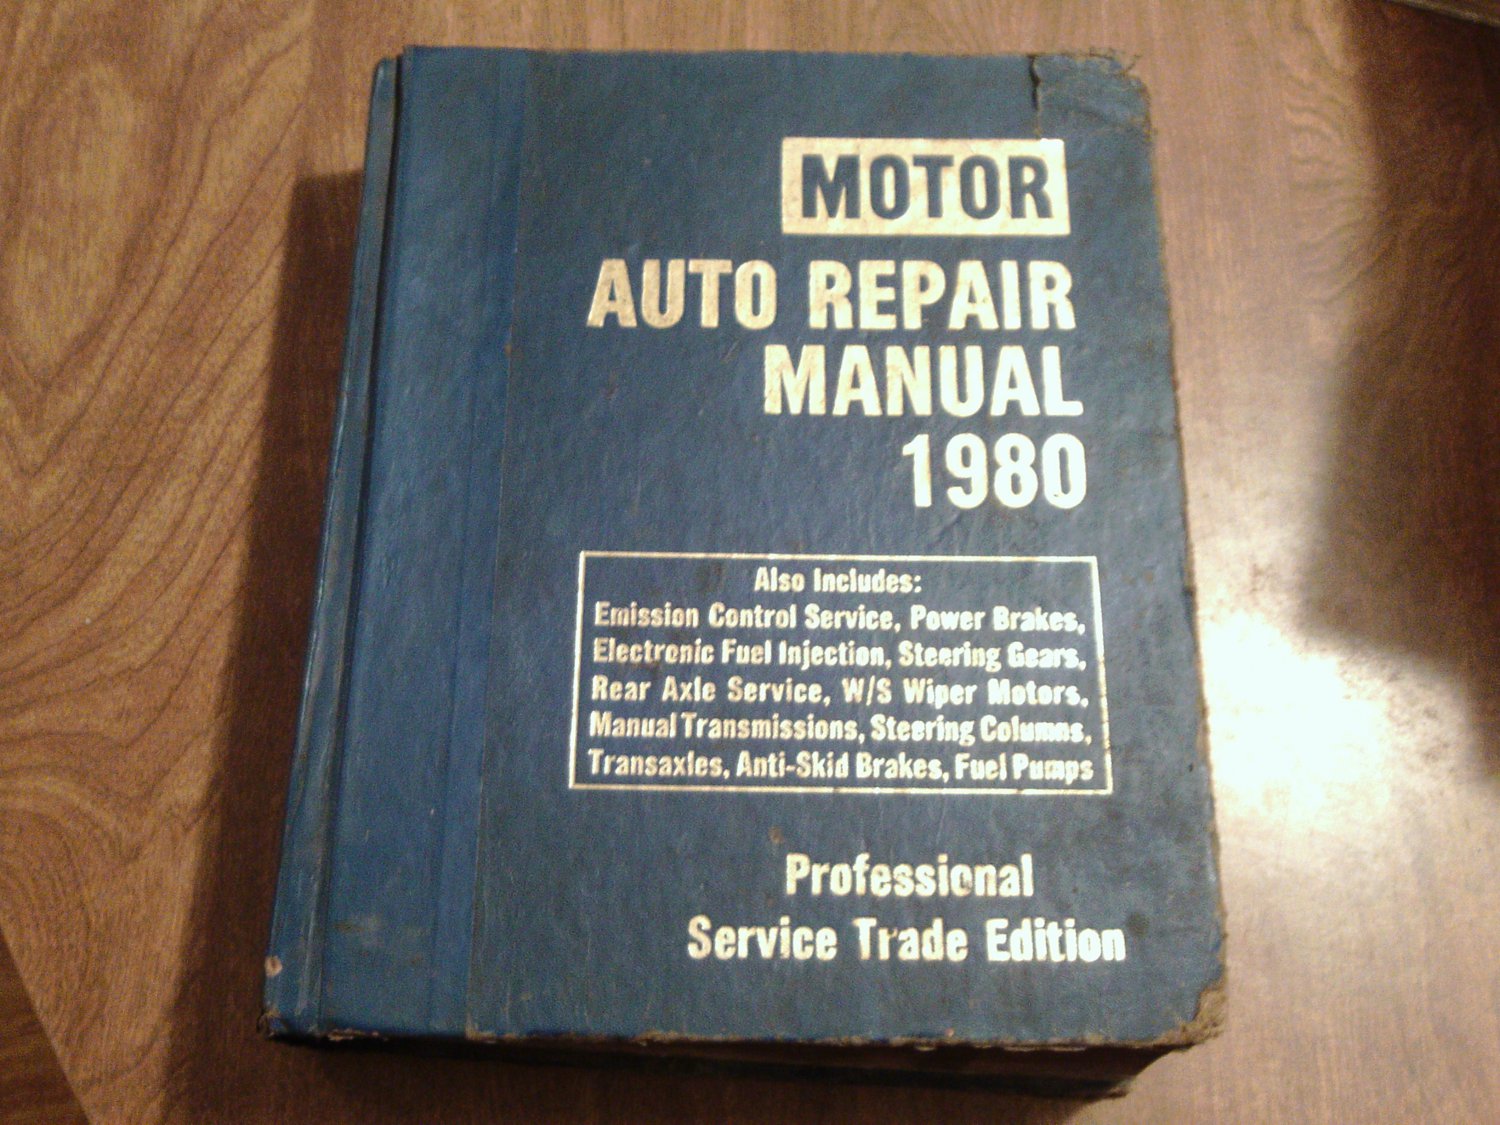 MOTOR
AUTO REPAIR
MANUAL
1980
Also Includes:
Emission Control Service, Power Brakes,
Electronic Fuel Injection, Steering Gears,
Rear Axle Service, W/S Wiper Motors,
Manual Transmissions, Steering Columns,
Transaxles, Anti-Skid Brakes, Fuel Pumps
Professional
Service Trade Edition